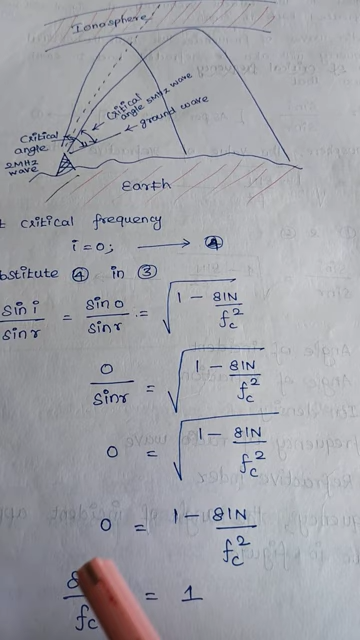 Ionosphere
Critical angle 5MHz wave
ground wave
Critical
angle
5MHz
wave
Earth
t critical frequency
i = 0; → ④
bstitute ④ in ③
sin i / sin r = sin 0 / sin r = √(1 - 81N / fc²)
0 / sin r = √(1 - 81N / fc²)
0 = √(1 - 81N / fc²)
0 = 1 - 81N / fc²
8 / fc = 1